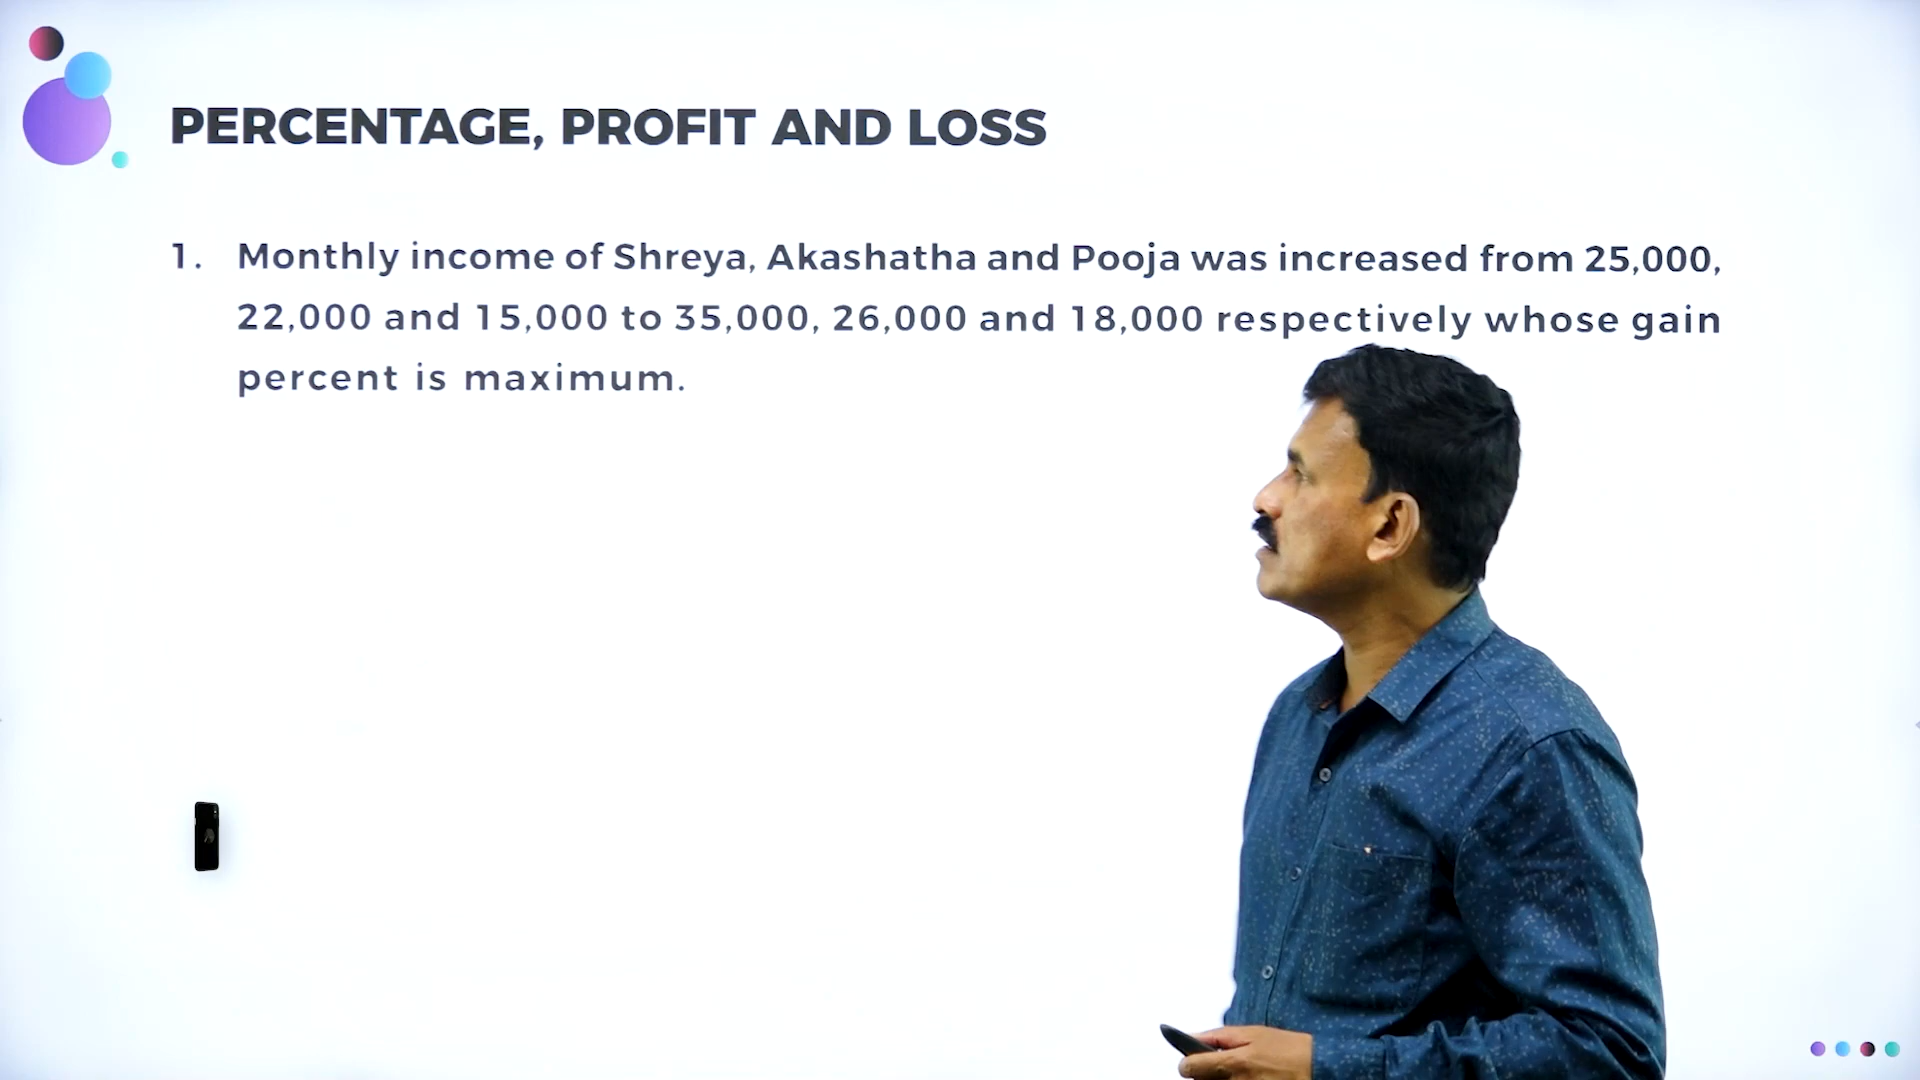 PERCENTAGE, PROFIT AND LOSS
1. Monthly income of Shreya, Akashatha and Pooja was increased from 25,000,
22,000 and 15,000 to 35,000, 26,000 and 18,000 respectively whose gain
percent is maximum.